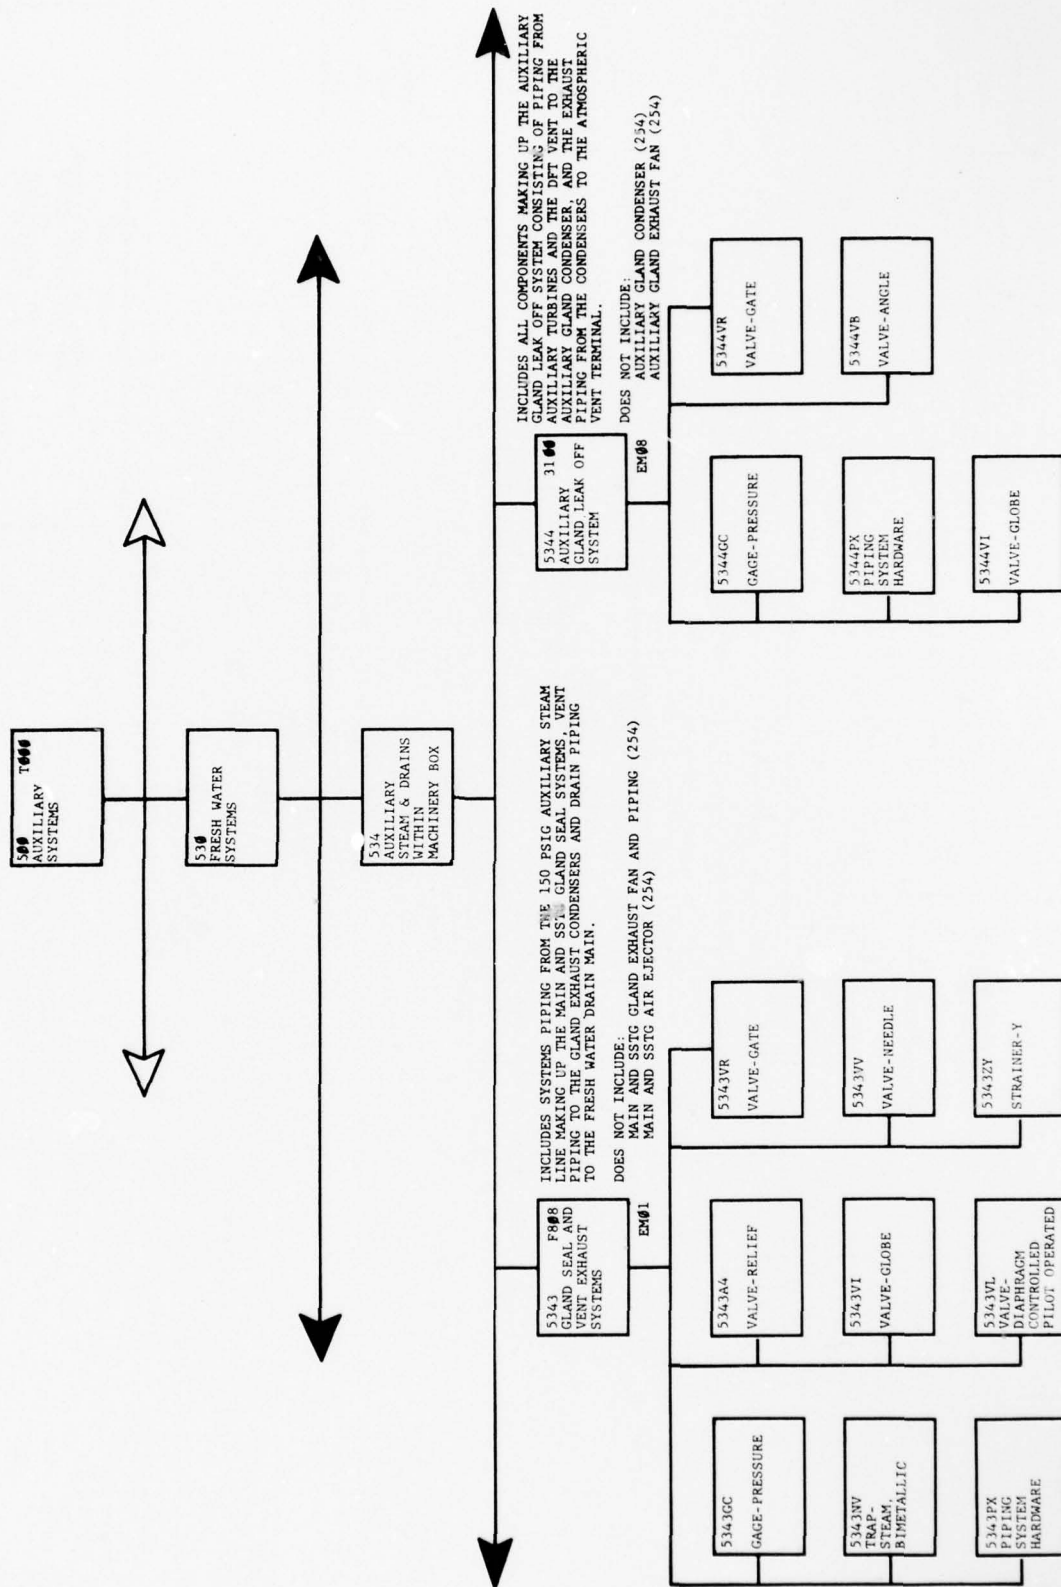 500 T000
AUXILIARY
SYSTEMS
530
FRESH WATER
SYSTEMS
534
AUXILIARY
STEAM & DRAINS
WITHIN
MACHINERY BOX
5343 F808
GLAND SEAL AND
VENT EXHAUST
SYSTEMS
INCLUDES SYSTEMS PIPING FROM THE 150 PSIG AUXILIARY STEAM
LINE MAKING UP THE MAIN AND SSTG GLAND SEAL SYSTEMS, VENT
PIPING TO THE GLAND EXHAUST CONDENSERS AND DRAIN PIPING
TO THE FRESH WATER DRAIN MAIN.
DOES NOT INCLUDE:
MAIN AND SSTG GLAND EXHAUST FAN AND PIPING (254)
MAIN AND SSTG AIR EJECTOR (254)
EM01
5343GC
GAGE-PRESSURE
5343NV
TRAP-
STEAM,
BIMETALLIC
5343PX
PIPING
SYSTEM
HARDWARE
5343A4
VALVE-RELIEF
5343VI
VALVE-GLOBE
5343VL
VALVE-
DIAPHRAGM
CONTROLLED
PILOT OPERATED
5343VR
VALVE-GATE
5343VV
VALVE-NEEDLE
5343ZY
STRAINER-Y
5344 3100
AUXILIARY
GLAND LEAK OFF
SYSTEM
INCLUDES ALL COMPONENTS MAKING UP THE AUXILIARY
GLAND LEAK OFF SYSTEM CONSISTING OF PIPING FROM
AUXILIARY TURBINES AND THE DFT VENT TO THE
AUXILIARY GLAND CONDENSER, AND THE EXHAUST
PIPING FROM THE CONDENSERS TO THE ATMOSPHERIC
VENT TERMINAL.
DOES NOT INCLUDE:
AUXILIARY GLAND CONDENSER (254)
AUXILIARY GLAND EXHAUST FAN (254)
EM08
5344GC
GAGE-PRESSURE
5344PX
PIPING
SYSTEM
HARDWARE
5344VI
VALVE-GLOBE
5344VR
VALVE-GATE
5344VB
VALVE-ANGLE